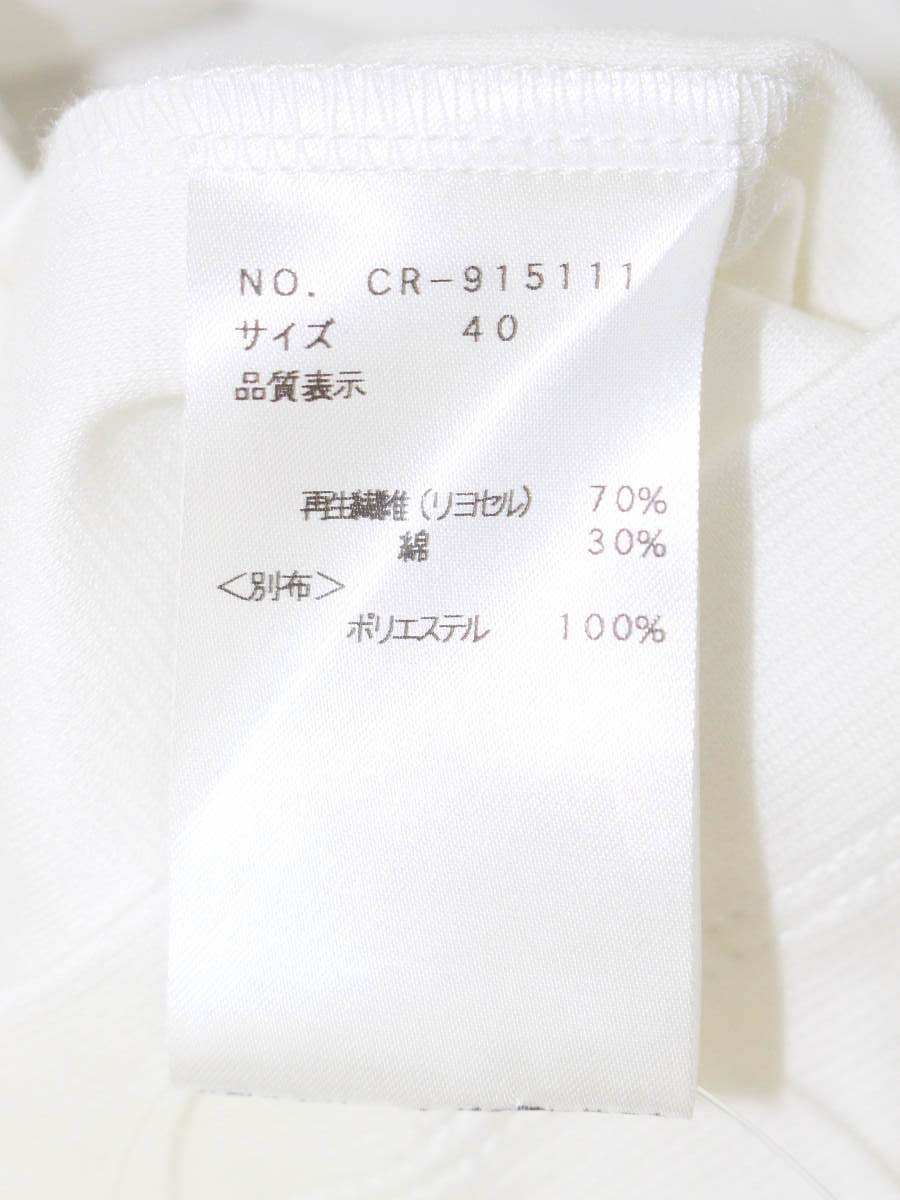 NO. CR-915111
サイズ 40
品質表示
再生繊維(リヨセル) 70%
綿 30%
<別布>
ポリエステル 100%